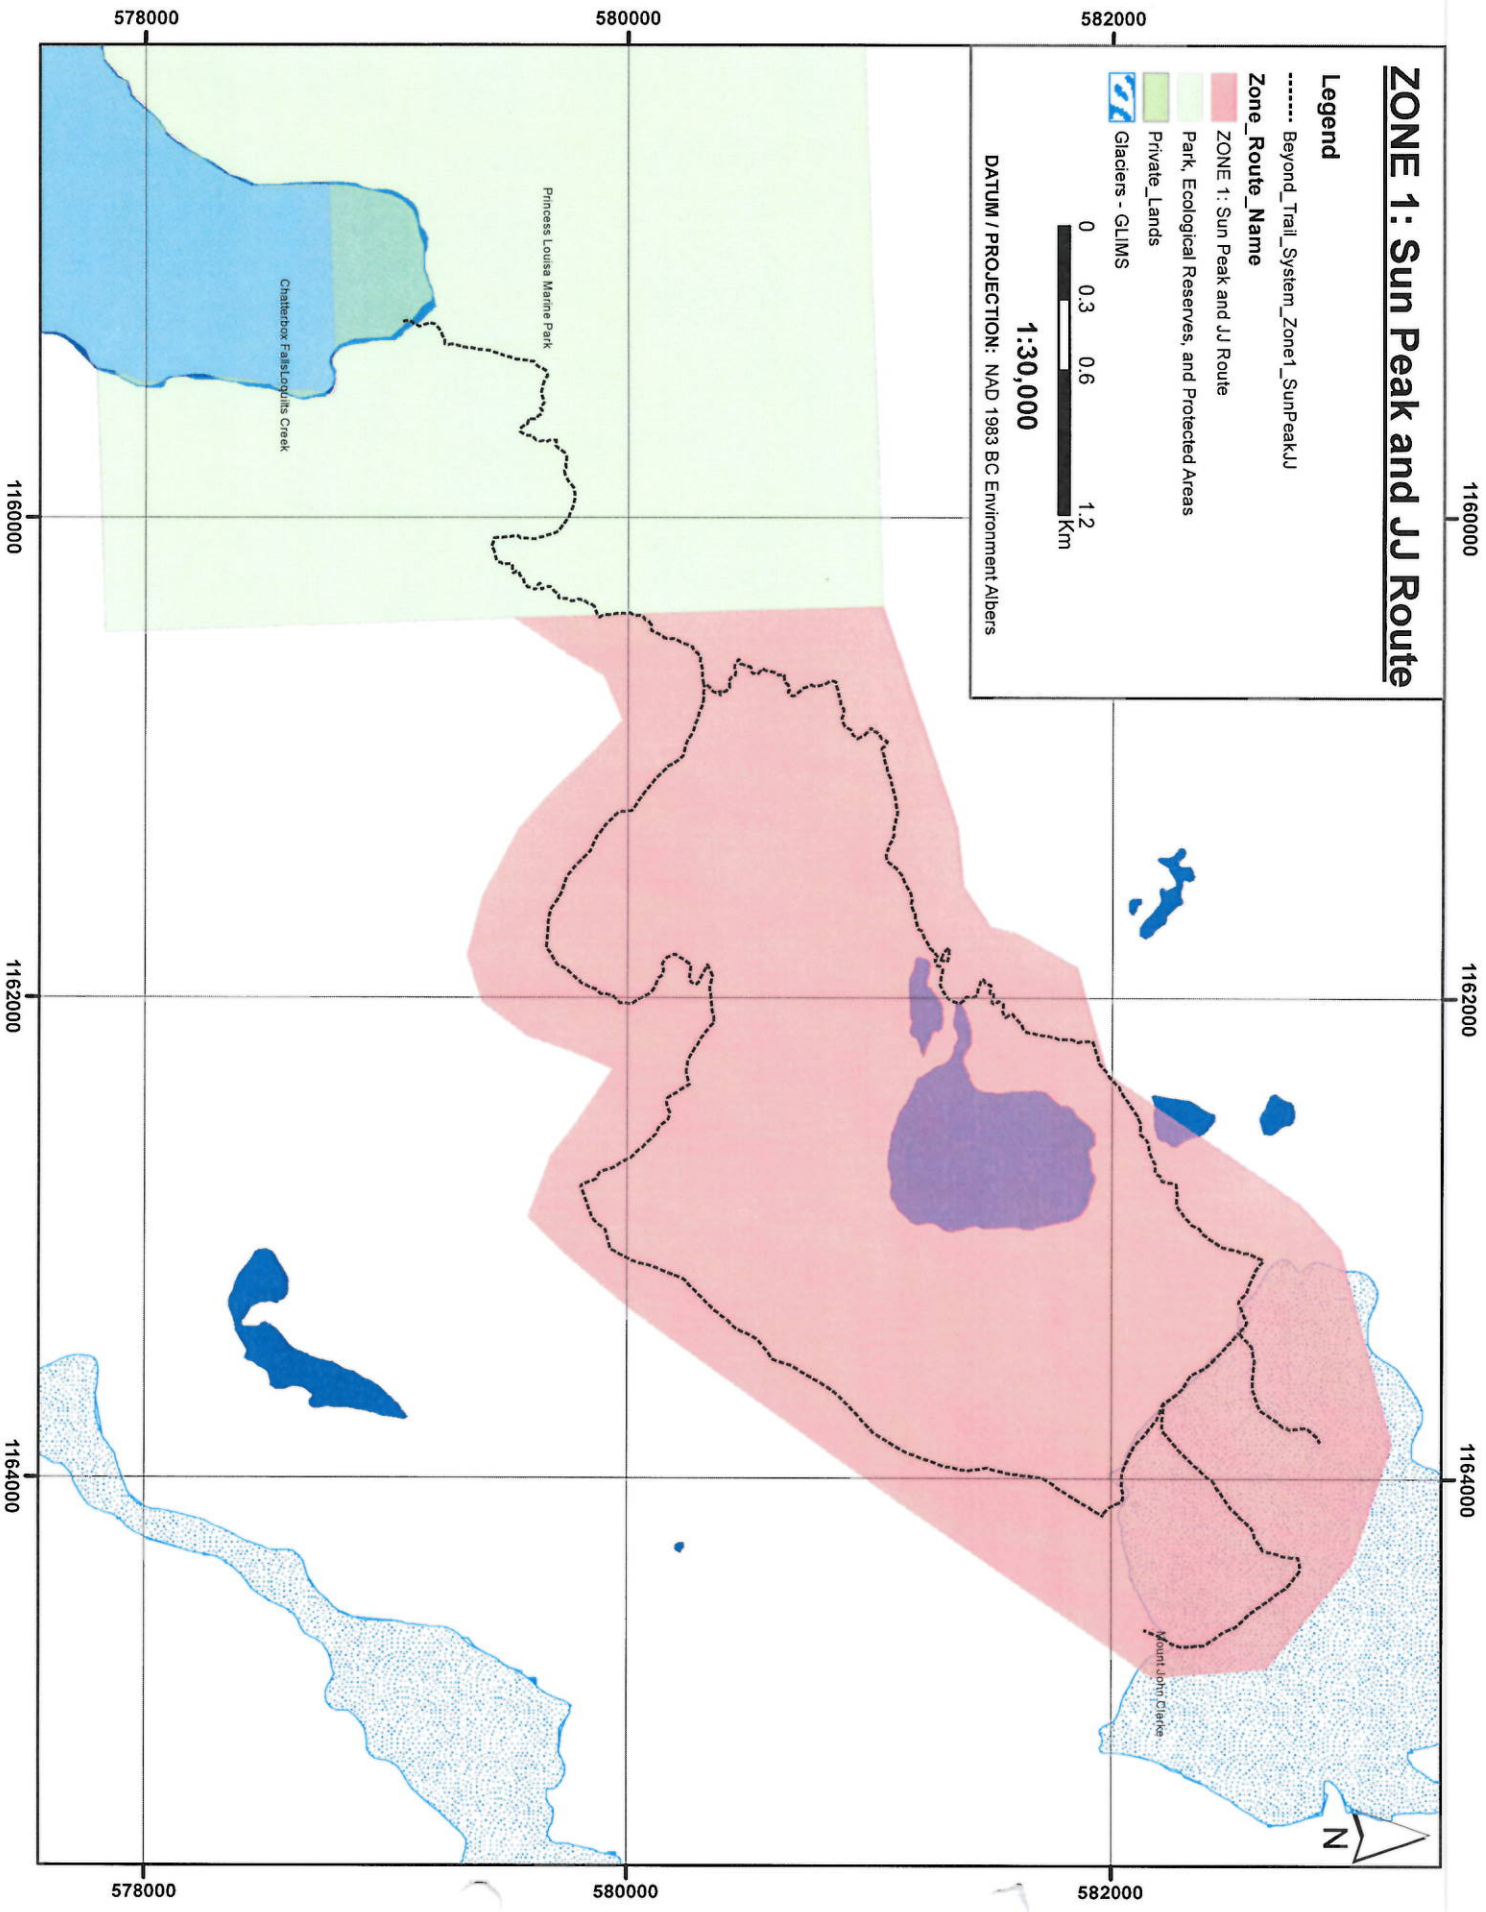 ZONE 1: Sun Peak and JJ Route
Legend
Beyond_Trail_System_Zone1_SunPeakJJ
Zone_Route_Name
ZONE 1: Sun Peak and JJ Route
Park, Ecological Reserves, and Protected Areas
Private_Lands
Glaciers - GLIMS
0 0.3 0.6 1.2
Km
1:30,000
DATUM / PROJECTION: NAD 1983 BC Environment Albers
1160000
1162000
1164000
582000
582000
580000
580000
578000
578000
Princess Louisa Marine Park
Chatterbox FallsLoquilts Creek
Mount John Clarke
N
1160000
1162000
1164000